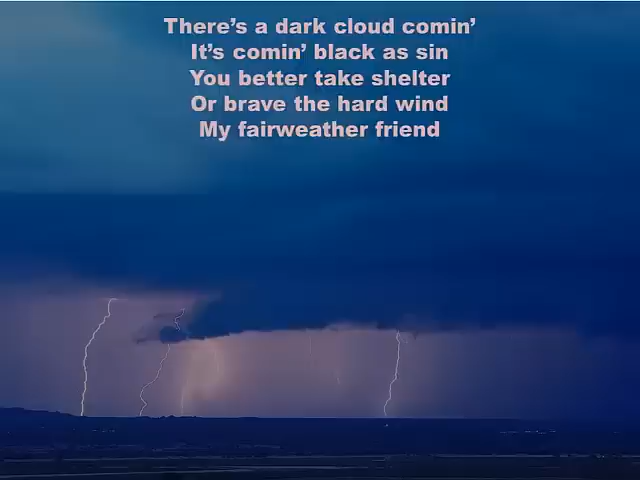 There’s a dark cloud comin’
It’s comin’ black as sin
You better take shelter
Or brave the hard wind
My fairweather friend